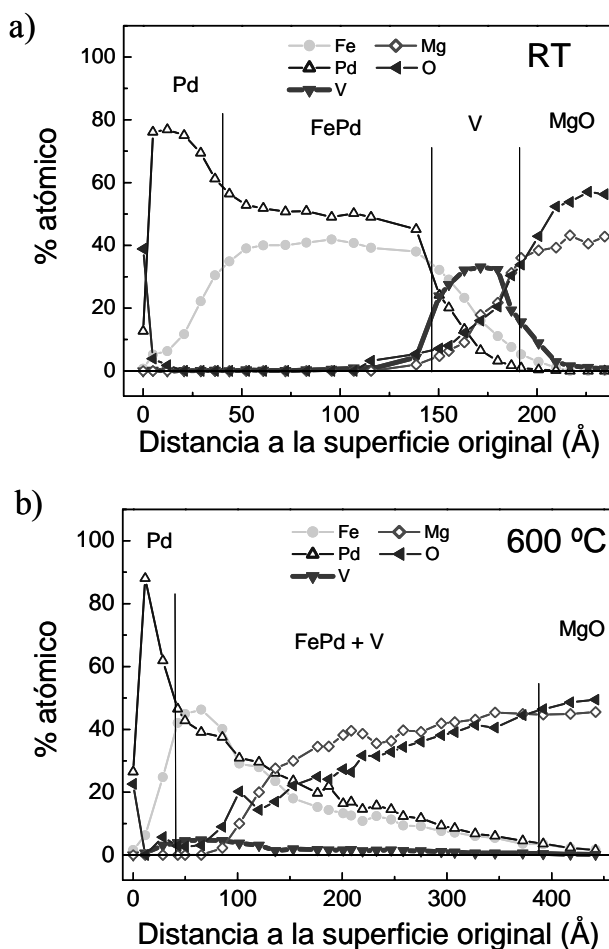 a)
RT
Fe
Mg
Pd
O
V
Pd
FePd
V
MgO
% atómico
100
80
60
40
20
0
0
50
100
150
200
Distancia a la superficie original (Å)
b)
600 ºC
Fe
Mg
Pd
O
V
Pd
FePd + V
MgO
% atómico
100
80
60
40
20
0
0
100
200
300
400
Distancia a la superficie original (Å)